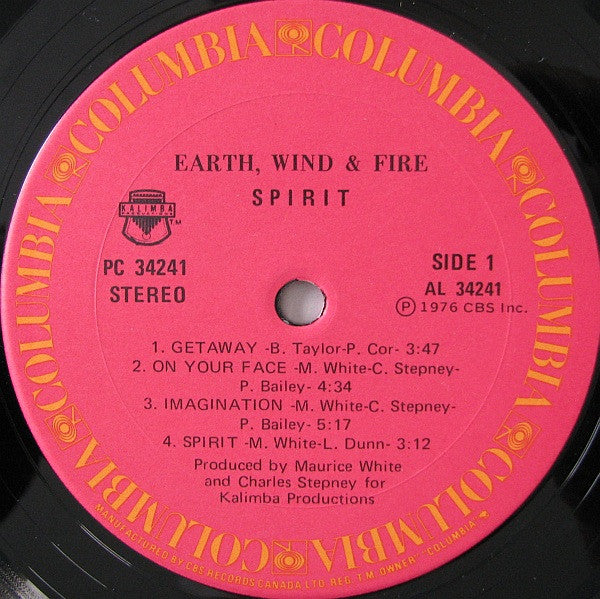 COLUMBIA COLUMBIA COLUMBIA COLUMBIA COLUMBIA COLUMBIA
EARTH, WIND & FIRE
SPIRIT
KALIMBA
TM
PC 34241
STEREO
SIDE 1
AL 34241
Ⓟ 1976 CBS Inc.
1. GETAWAY -B. Taylor-P. Cor- 3:47
2. ON YOUR FACE -M. White-C. Stepney-
P. Bailey- 4:34
3. IMAGINATION -M. White-C. Stepney-
P. Bailey- 5:17
4. SPIRIT -M. White-L. Dunn- 3:12
Produced by Maurice White
and Charles Stepney for
Kalimba Productions
MANUFACTURED BY CBS RECORDS CANADA LTD. REG. T.M. OWNER "COLUMBIA"